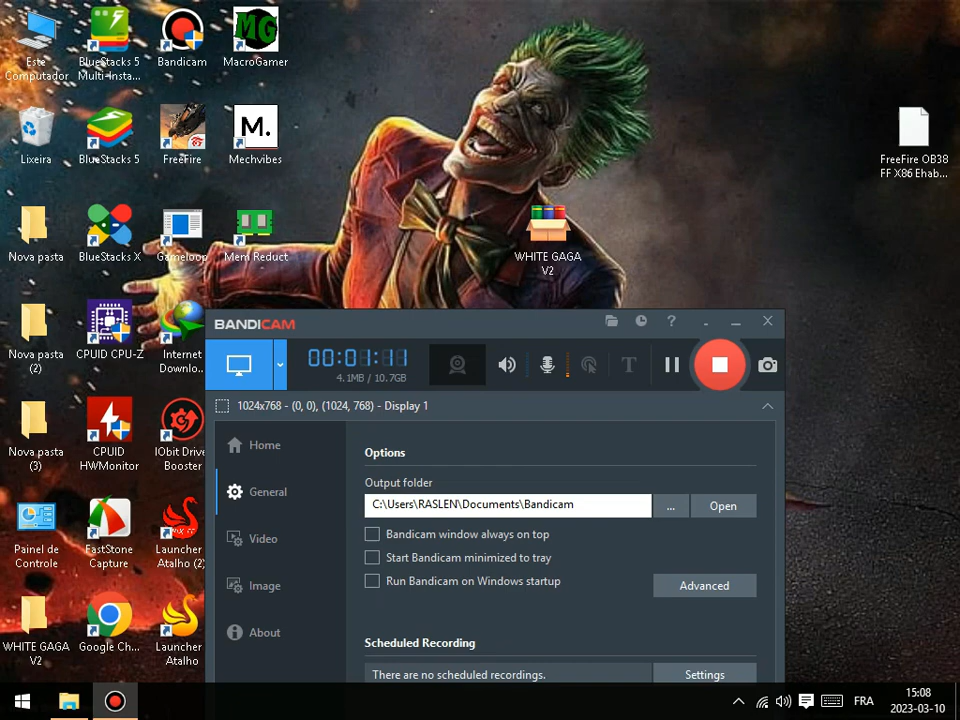 Este
Computador
BlueStacks 5
Multi-Insta...
Bandicam
MG
MacroGamer
Lixeira
BlueStacks 5
FreeFire
M.
Mechvibes
FreeFire OB38
FF X86 Ehab...
Nova pasta
BlueStacks X
Gameloop
Mem Reduct
WHITE GAGA
V2
Nova pasta
(2)
CPUID CPU-Z
Internet
Downlo...
Nova pasta
(3)
CPUID
HWMonitor
IObit Drive
Booster
Painel de
Controle
FastStone
Capture
Launcher
Atalho (2)
WHITE GAGA
V2
Google Ch...
Launcher
Atalho
BANDICAM
00:01:11
4.1MB / 10.7GB
1024x768 - (0, 0), (1024, 768) - Display 1
Home
General
Video
Image
About
Options
Output folder
C:\Users\RASLEN\Documents\Bandicam
...
Open
Bandicam window always on top
Start Bandicam minimized to tray
Run Bandicam on Windows startup
Advanced
Scheduled Recording
There are no scheduled recordings.
Settings
FRA
15:08
2023-03-10